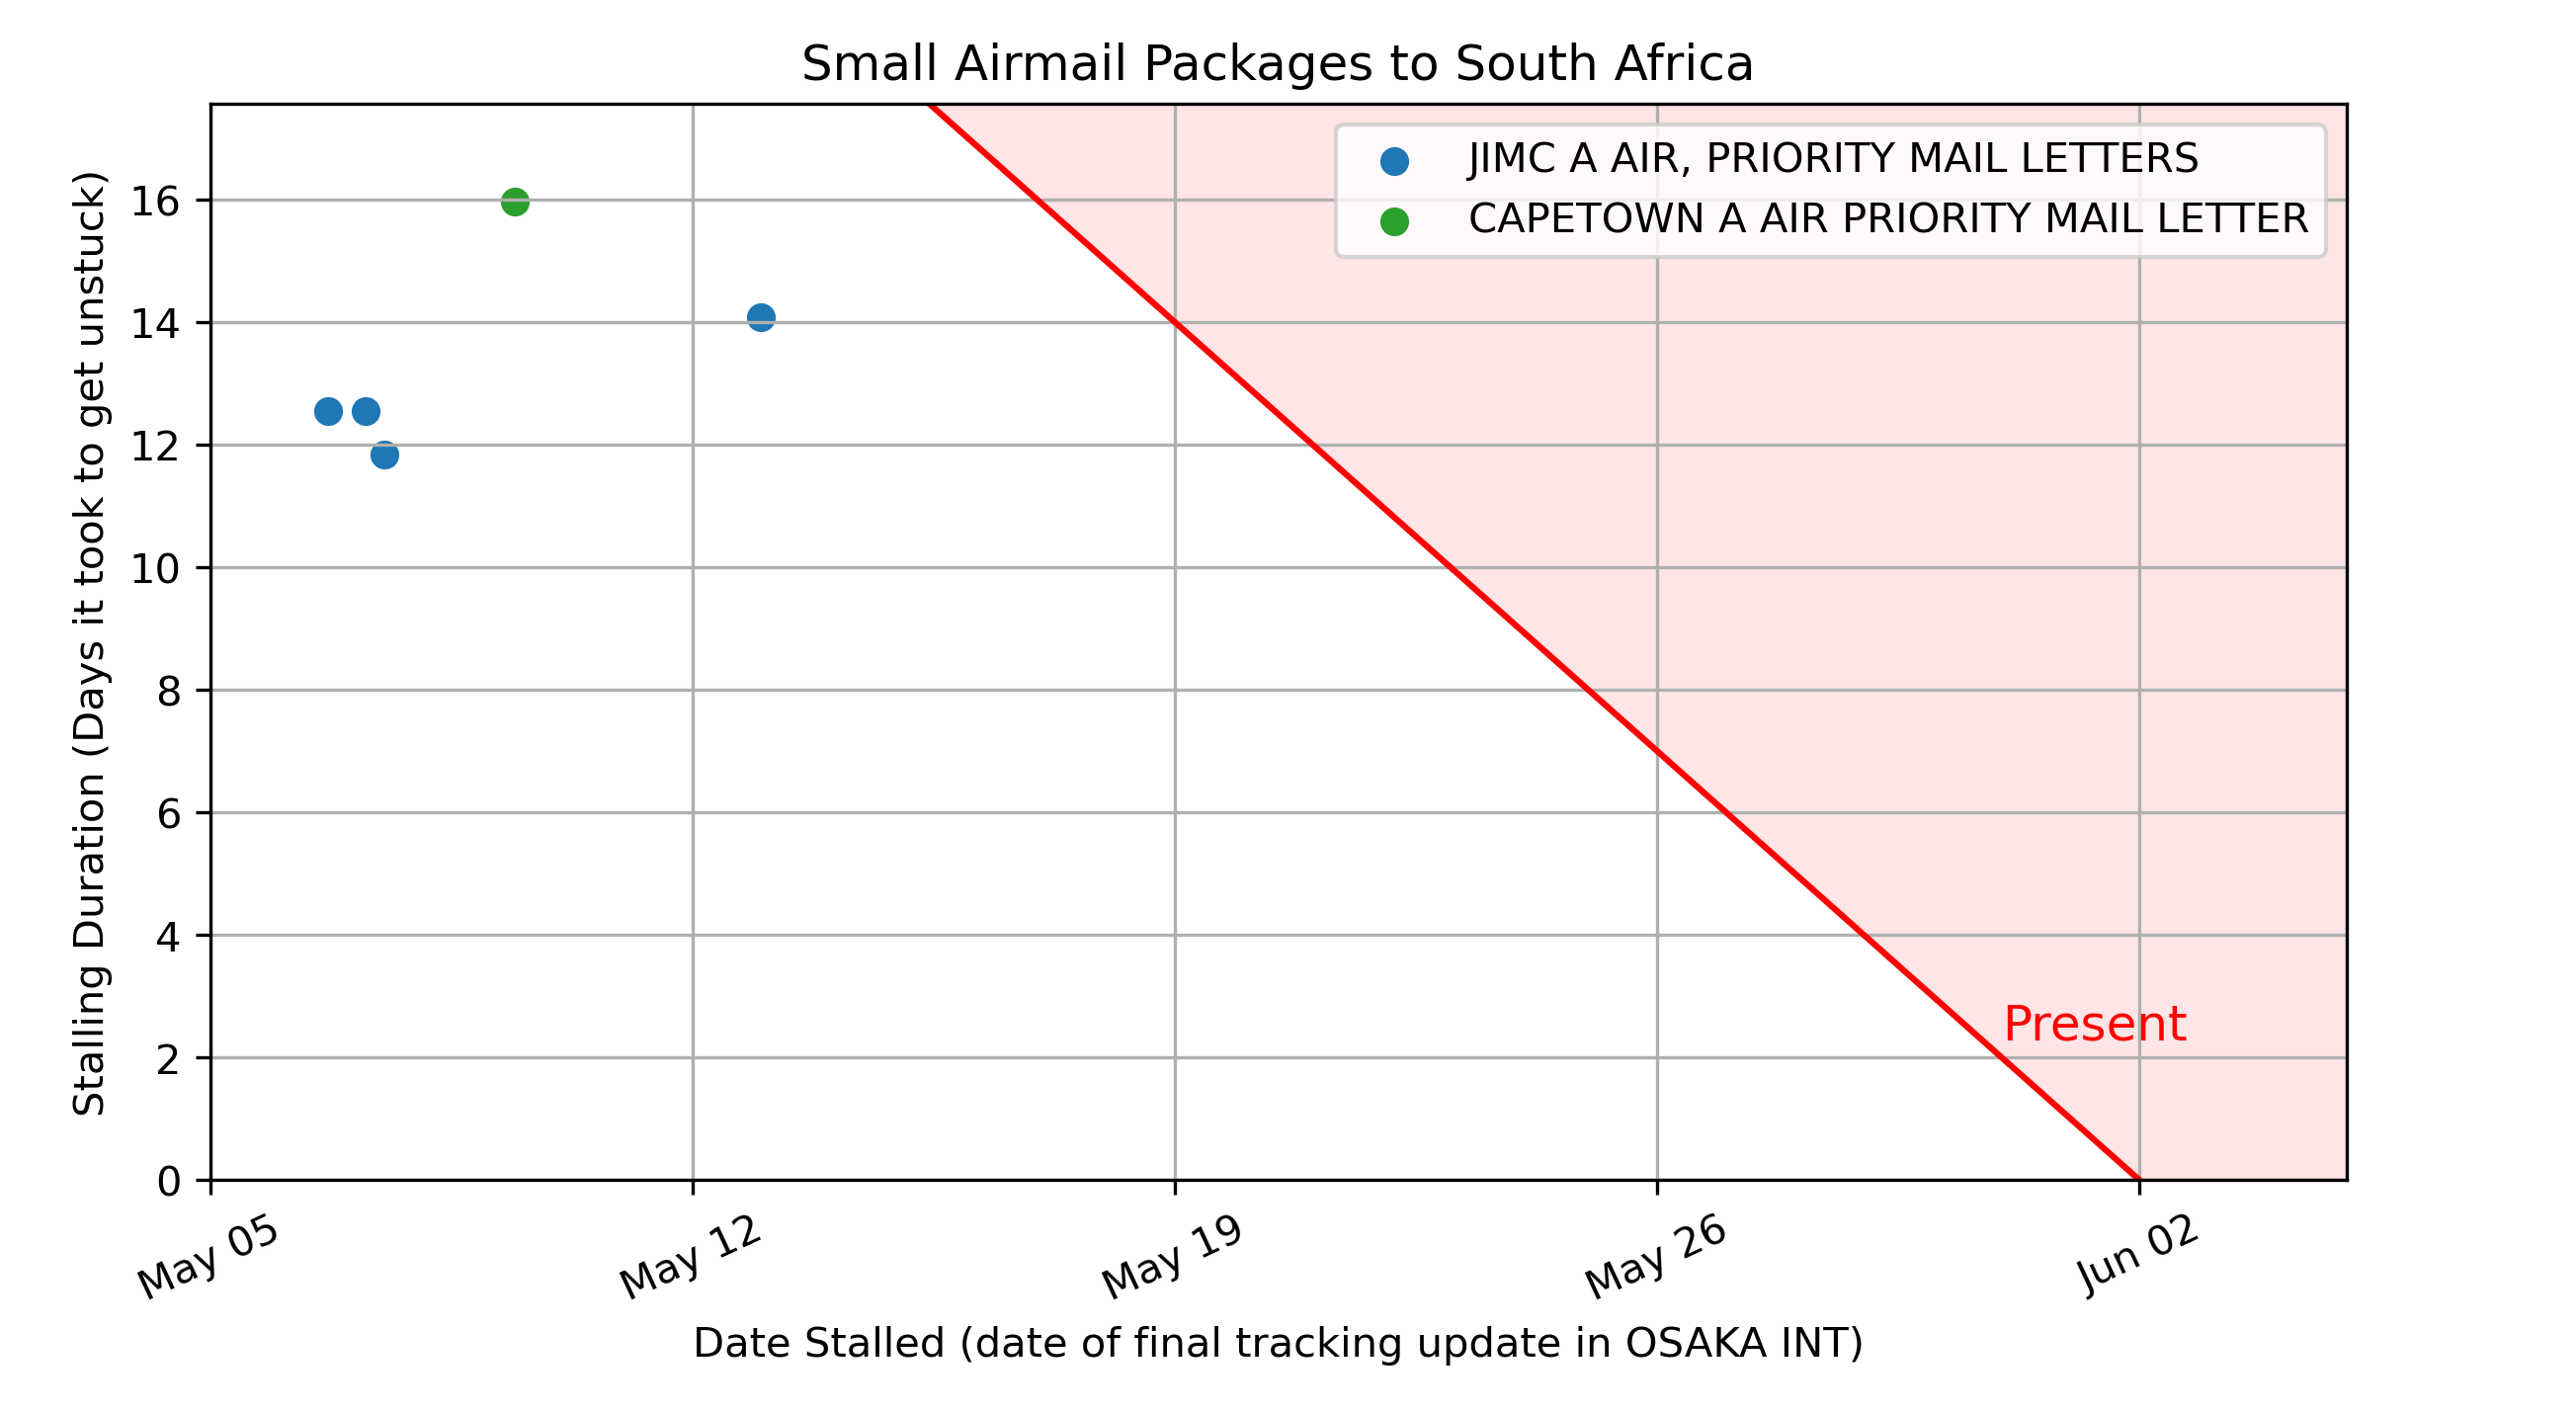 Small Airmail Packages to South Africa
JIMC A AIR, PRIORITY MAIL LETTERS
CAPETOWN A AIR PRIORITY MAIL LETTER
Stalling Duration (Days it took to get unstuck)
16
14
12
10
8
6
4
2
0
Present
May 05
May 12
May 19
May 26
Jun 02
Date Stalled (date of final tracking update in OSAKA INT)